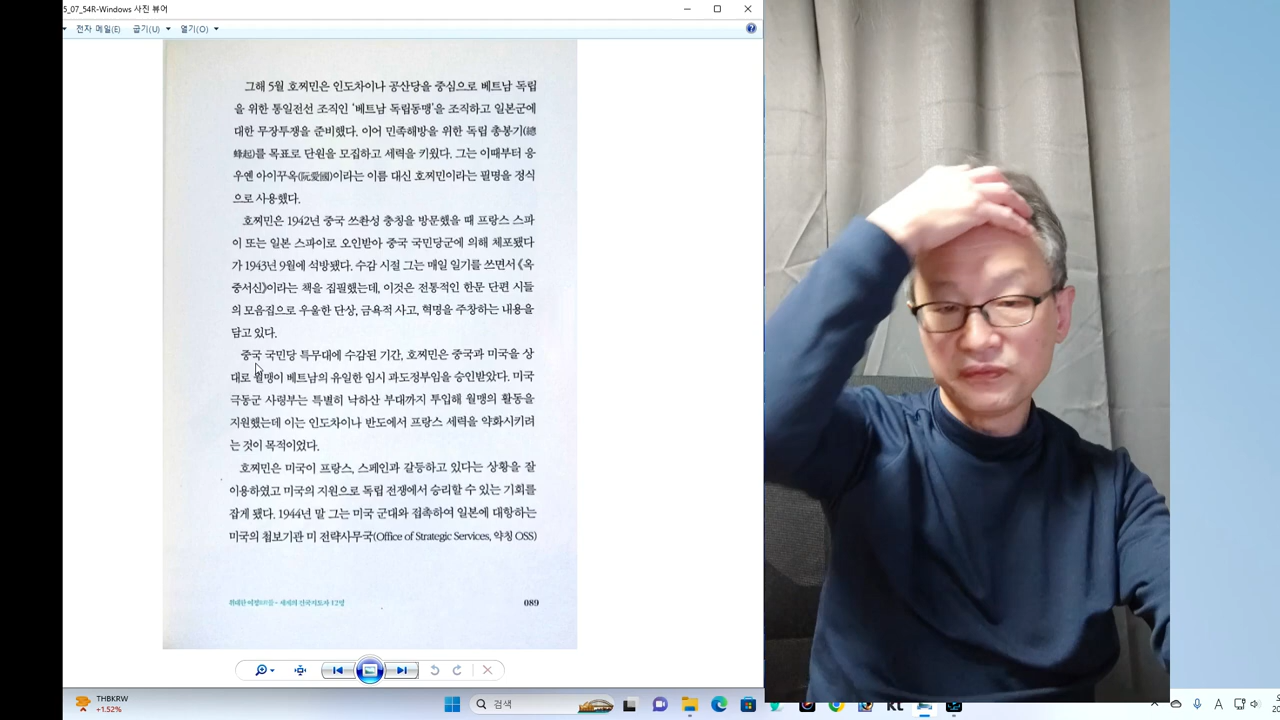 5_07_54R-Windows 사진 뷰어
전자 메일(E) 굽기(U) 열기(O)
그해 5월 호찌민은 인도차이나 공산당을 중심으로 베트남 독립
을 위한 통일전선 조직인 ‘베트남 독립동맹’을 조직하고 일본군에
대한 무장투쟁을 준비했다. 이어 민족해방을 위한 독립 총봉기(總
蜂起)를 목표로 단원을 모집하고 세력을 키웠다. 그는 이때부터 응
우옌 아이꾸옥(阮愛國)이라는 이름 대신 호찌민이라는 필명을 정식
으로 사용했다.
호찌민은 1942년 중국 쓰촨성 충칭을 방문했을 때 프랑스 스파
이 또는 일본 스파이로 오인받아 중국 국민당군에 의해 체포됐다
가 1943년 9월에 석방됐다. 수감 시절 그는 매일 일기를 쓰면서 《옥
중서신》이라는 책을 집필했는데, 이것은 전통적인 한문 단편 시들
의 모음집으로 우울한 단상, 금욕적 사고, 혁명을 주창하는 내용을
담고 있다.
중국 국민당 특무대에 수감된 기간, 호찌민은 중국과 미국을 상
대로 월맹이 베트남의 유일한 임시 과도정부임을 승인받았다. 미국
극동군 사령부는 특별히 낙하산 부대까지 투입해 월맹의 활동을
지원했는데 이는 인도차이나 반도에서 프랑스 세력을 약화시키려
는 것이 목적이었다.
호찌민은 미국이 프랑스, 스페인과 갈등하고 있다는 상황을 잘
이용하였고 미국의 지원으로 독립 전쟁에서 승리할 수 있는 기회를
잡게 됐다. 1944년 말 그는 미국 군대와 접촉하여 일본에 대항하는
미국의 첩보기관 미 전략사무국(Office of Strategic Services, 약칭 OSS)
세계의 건국지도자 12명
089
THBKRW
+1.52%
검색
kt
A